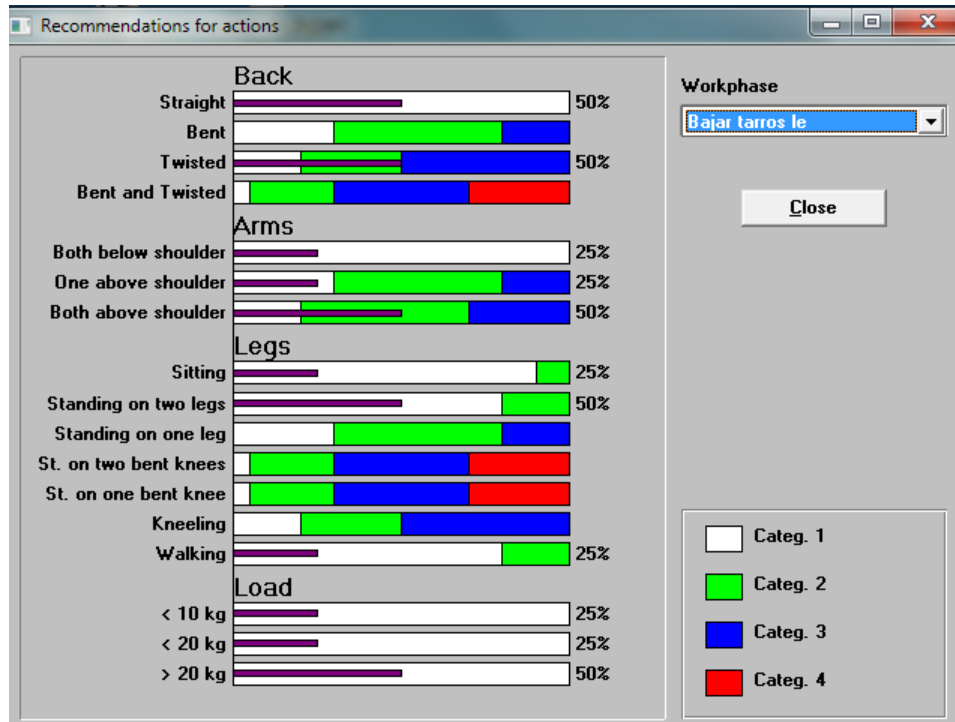 Recommendations for actions
Back
Straight 50%
Bent
Twisted 50%
Bent and Twisted
Arms
Both below shoulder 25%
One above shoulder 25%
Both above shoulder 50%
Legs
Sitting 25%
Standing on two legs 50%
Standing on one leg
St. on two bent knees
St. on one bent knee
Kneeling
Walking 25%
Load
< 10 kg 25%
< 20 kg 25%
> 20 kg 50%
Workphase
Bajar tarros le
Close
Categ. 1
Categ. 2
Categ. 3
Categ. 4